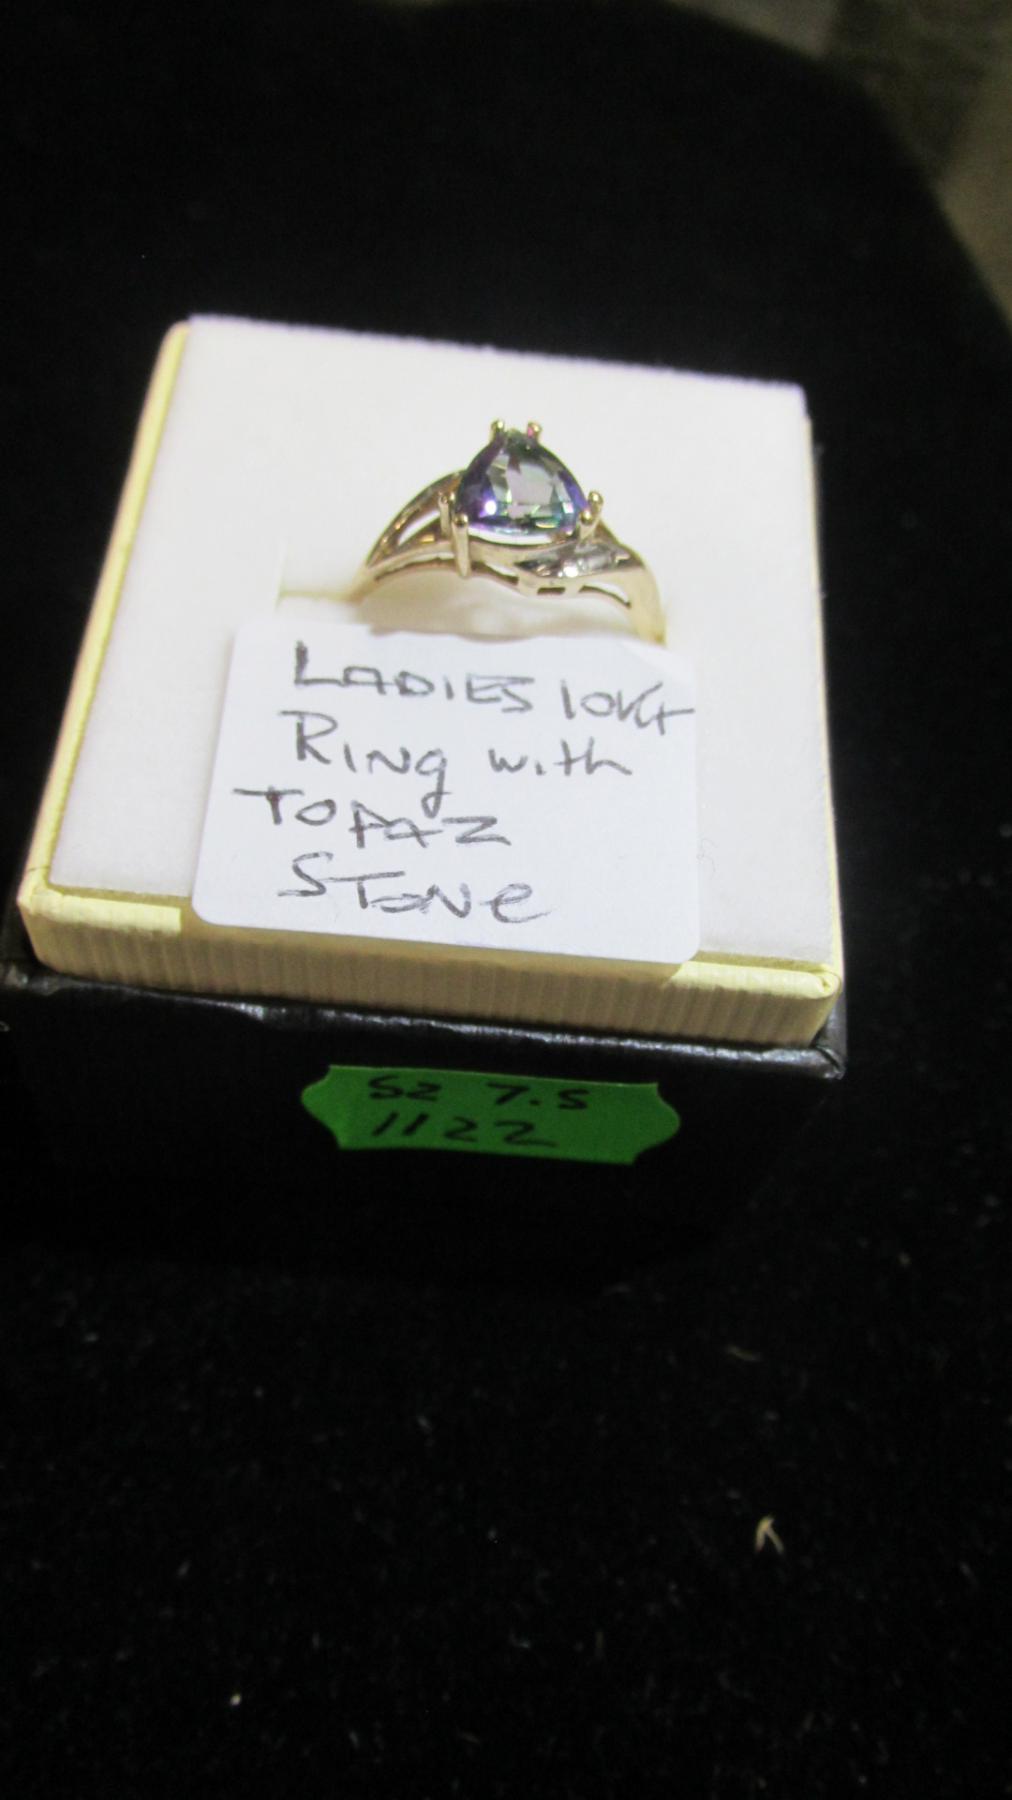 LADIES 10Kt
RING with
TOPAZ
STONE
SZ 7.5
1122